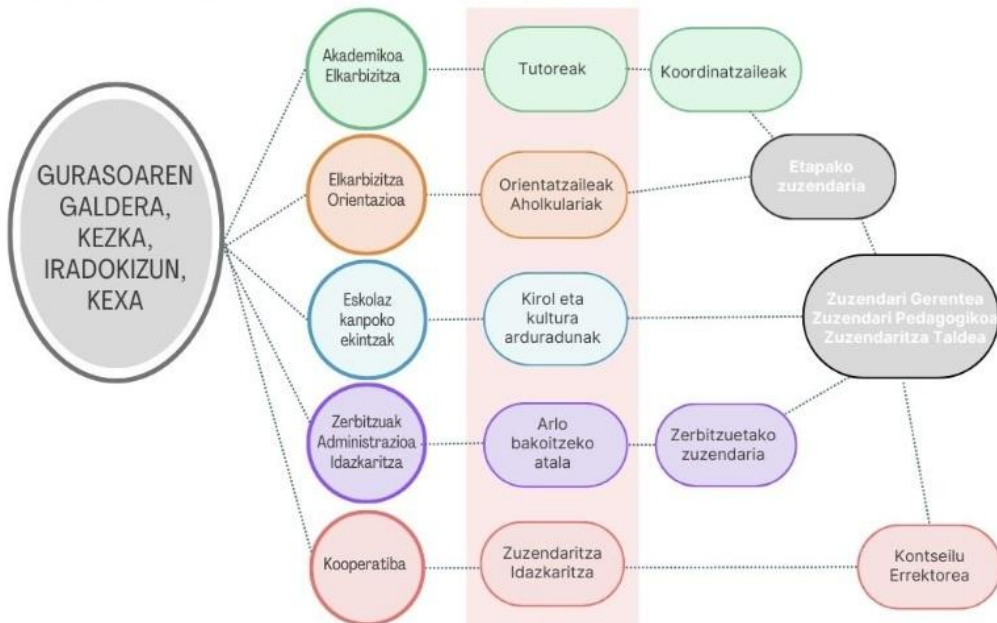 GURASOAREN
GALDERA,
KEZKA,
IRADOKIZUN,
KEXA
Akademikoa
Elkarbizitza
Tutoreak
Koordinatzaileak
Etapako
zuzendaria
Elkarbizitza
Orientazioa
Orientatzaileak
Aholkulariak
Eskolaz
kanpoko
ekintzak
Kirol eta
kultura
arduradunak
Zuzendari Gerentea
Zuzendari Pedagogikoa
Zuzendaritza Taldea
Zerbitzuak
Administrazioa
Idazkaritza
Arlo
bakoitzeko
atala
Zerbitzuetako
zuzendaria
Kooperatiba
Zuzendaritza
Idazkaritza
Kontseilu
Errektorea